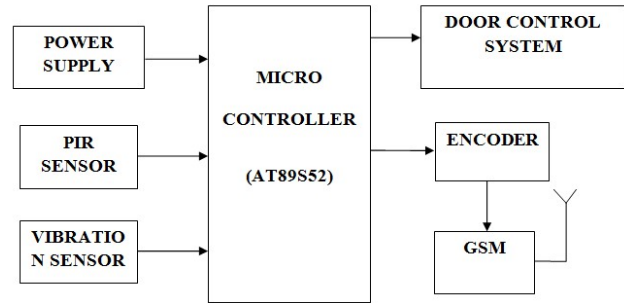 POWER
SUPPLY
PIR
SENSOR
VIBRATIO
N SENSOR
MICRO
CONTROLLER
(AT89S52)
DOOR CONTROL
SYSTEM
ENCODER
GSM